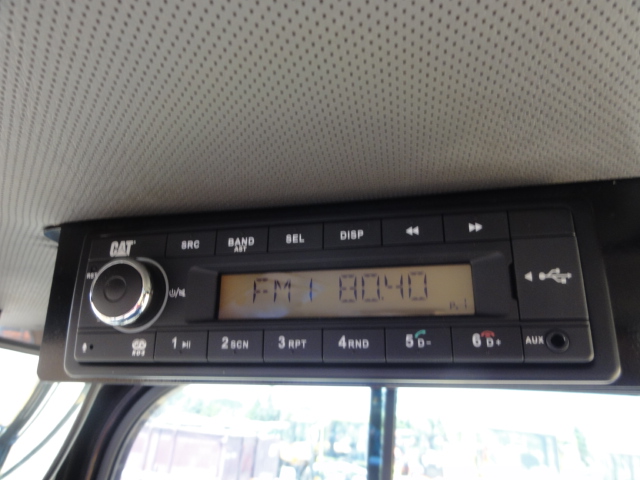 CAT SRC BAND SEL DISP
AST
RES
FM1 80.40
1 2 SCN 3 RPT 4 RND 5 D- 6 D+ AUX